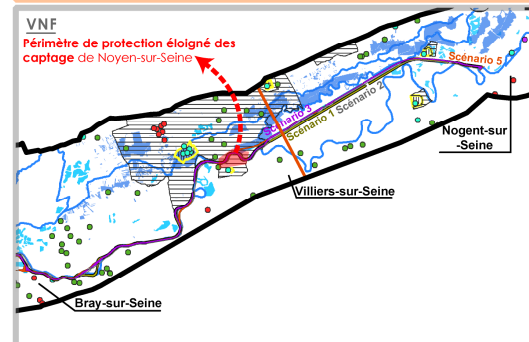 VNF
Périmètre de protection éloigné des
captage de Noyen-sur-Seine
Scénario 5
Scénario 3
Scénario 1
Scénario 2
Nogent-sur
-Seine
Villiers-sur-Seine
Bray-sur-Seine